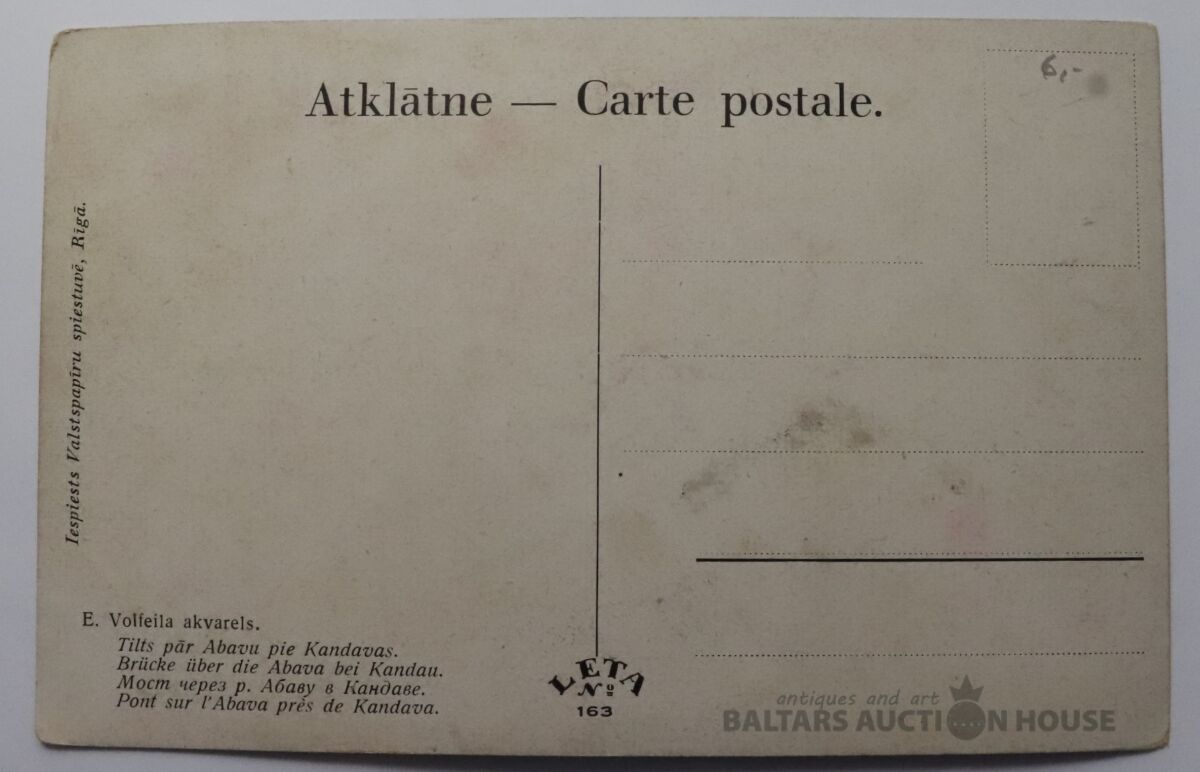 Atklātne — Carte postale.
6,-
Iespiests Valstspapīru spiestuvē, Rīgā.
E. Volfeila akvarels.
Tilts pār Abavu pie Kandavas.
Brücke über die Abava bei Kandau.
Мост через р. Абаву в Кандаве.
Pont sur l'Abava près de Kandava.
LETA
№
163
antiques and art
BALTARS AUCTION HOUSE